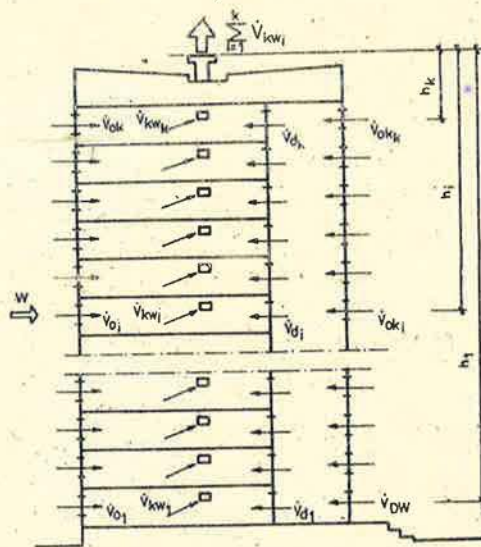 k
Σ V̇kwi
i=1
hk
V̇ok V̇kwk V̇dk V̇okk
hi
W V̇oi V̇kwi V̇di V̇oki
h1
V̇o1 V̇kw1 V̇d1 V̇DW